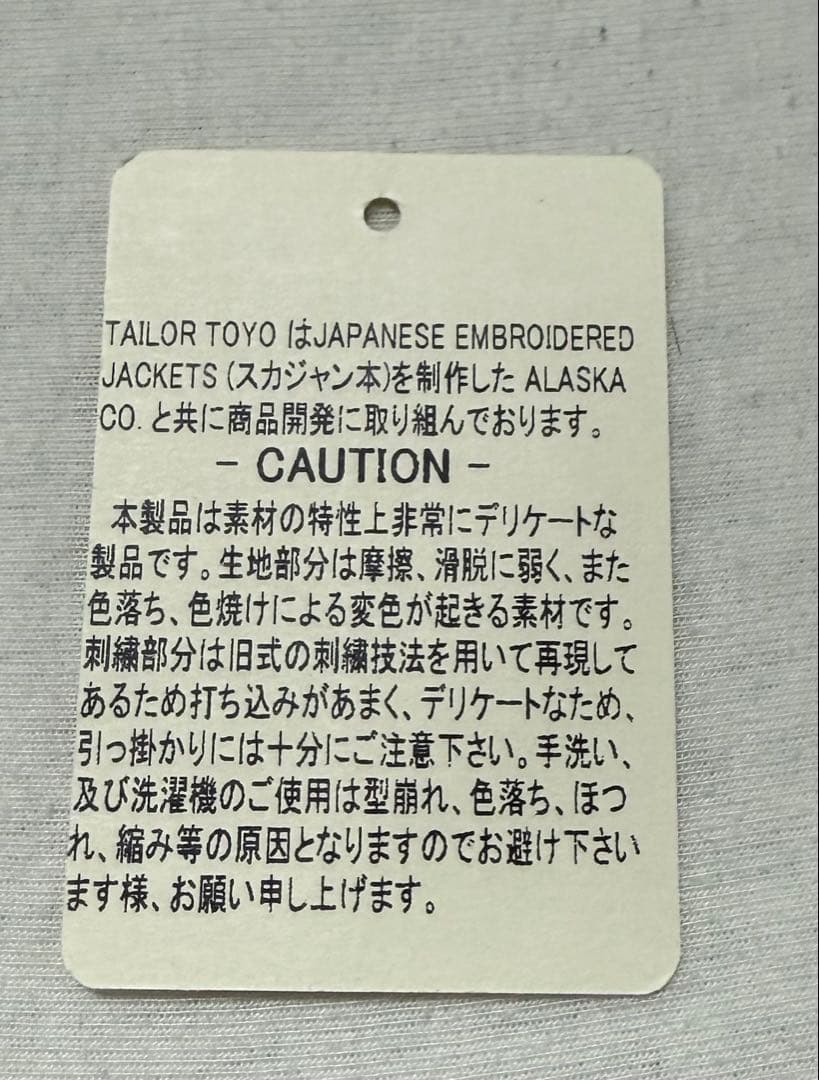 TAILOR TOYO はJAPANESE EMBROIDERED
JACKETS (スカジャン本)を制作した ALASKA
CO. と共に商品開発に取り組んでおります。
- CAUTION -
本製品は素材の特性上非常にデリケートな
製品です。生地部分は摩擦、滑脱に弱く、また
色落ち、色焼けによる変色が起きる素材です。
刺繍部分は旧式の刺繍技法を用いて再現して
あるため打ち込みがあまく、デリケートなため、
引っ掛かりには十分にご注意下さい。手洗い、
及び洗濯機のご使用は型崩れ、色落ち、ほつ
れ、縮み等の原因となりますのでお避け下さい
ます様、お願い申し上げます。